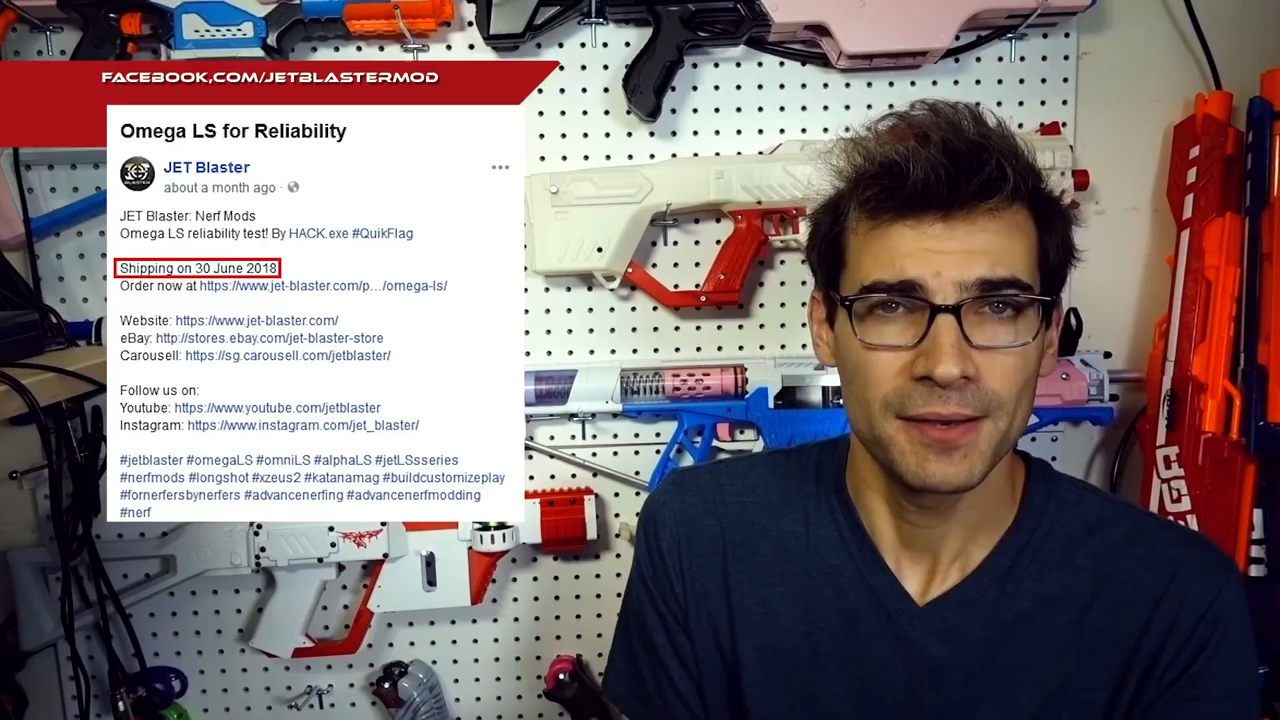 FACEBOOK.COM/JETBLASTERMOD
Omega LS for Reliability
JET Blaster
about a month ago ·
JET Blaster: Nerf Mods
Omega LS reliability test! By HACK.exe #QuikFlag
Shipping on 30 June 2018
Order now at https://www.jet-blaster.com/p…/omega-ls/
Website: https://www.jet-blaster.com/
eBay: http://stores.ebay.com/jet-blaster-store
Carousell: https://sg.carousell.com/jetblaster/
Follow us on:
Youtube: https://www.youtube.com/jetblaster
Instagram: https://www.instagram.com/jet_blaster/
#jetblaster #omegaLS #omniLS #alphaLS #jetLSsseries
#nerfmods #longshot #xzeus2 #katanamag #buildcustomizeplay
#fornerfersbynerfers #advancenerfing #advancenerfmodding
#nerf